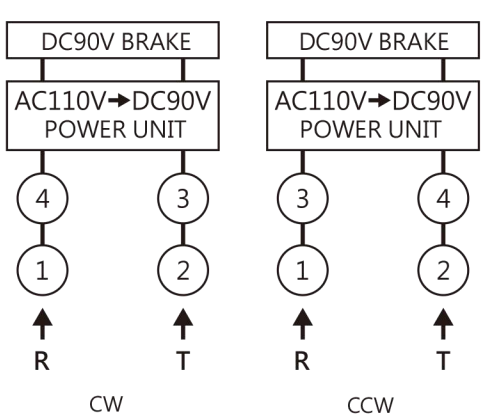 DC90V BRAKE
AC110V→DC90V
POWER UNIT
4 3
1 2
R T
CW
DC90V BRAKE
AC110V→DC90V
POWER UNIT
3 4
1 2
R T
CCW